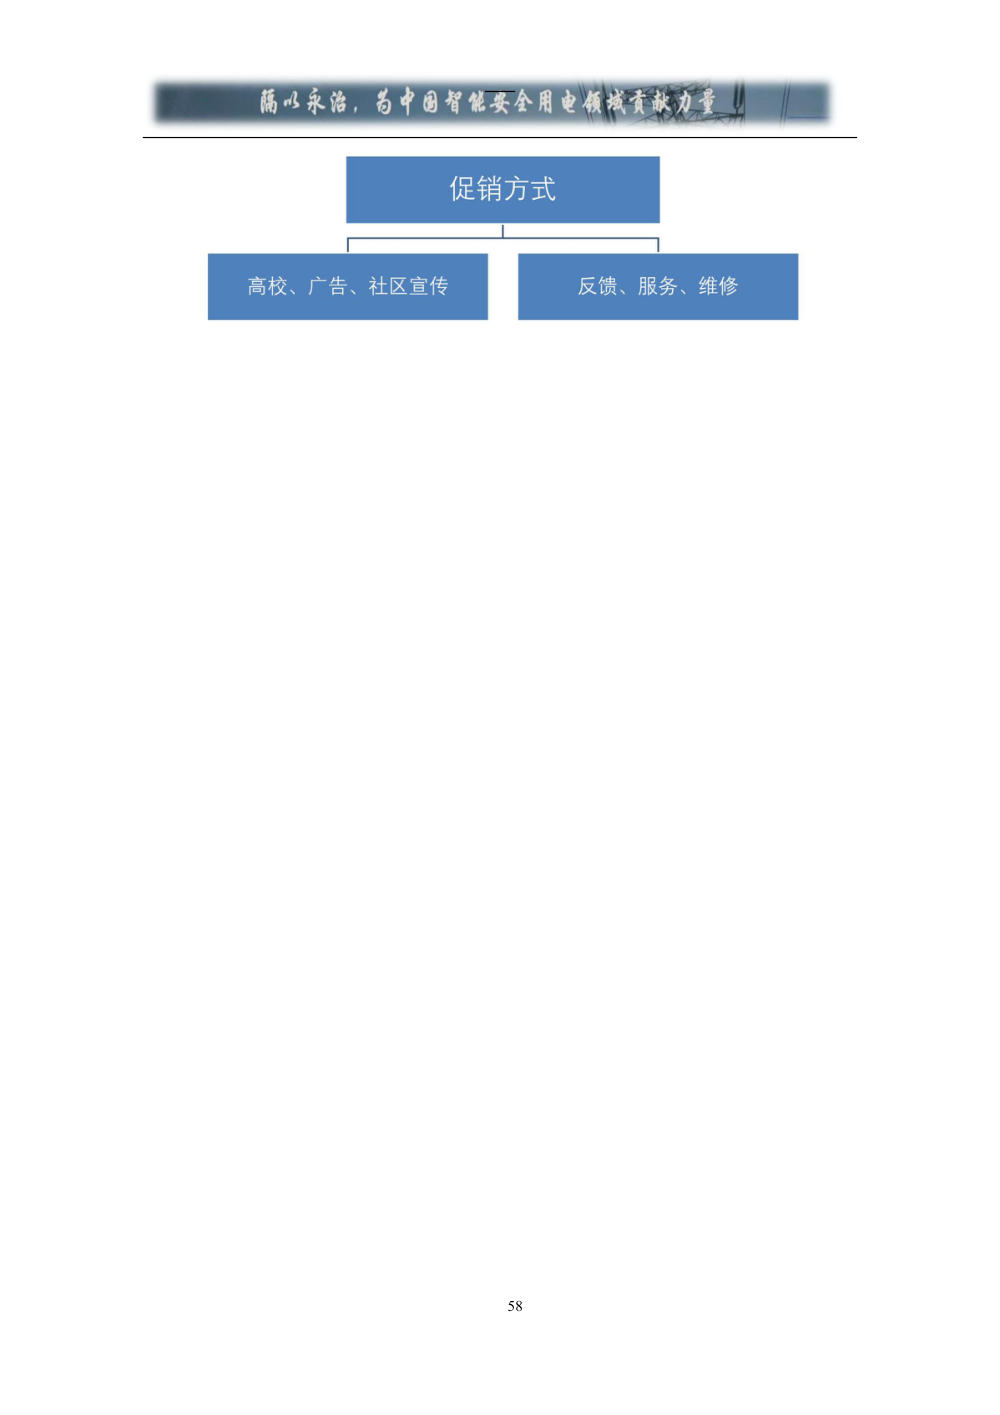 隔以永治，为中国智能安全用电领域贡献力量
促销方式
高校、广告、社区宣传
反馈、服务、维修
58